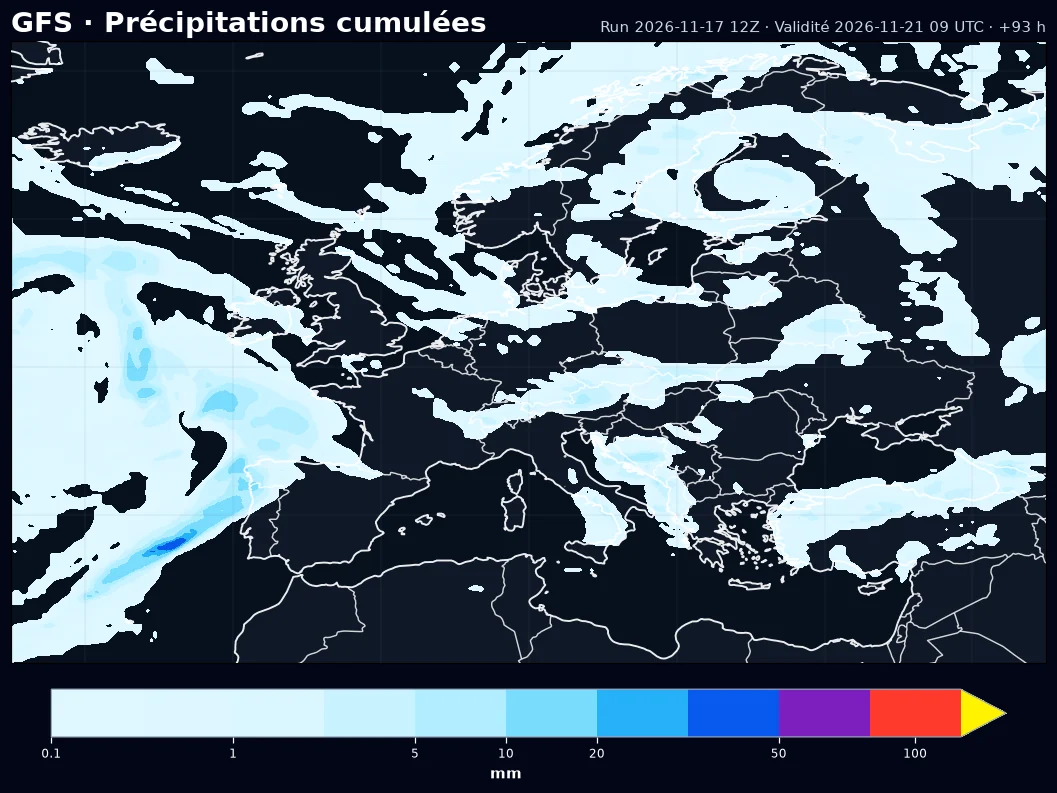 GFS · Précipitations cumulées
Run 2026-11-17 12Z · Validité 2026-11-21 09 UTC · +93 h
0.1 1 5 10 20 50 100
mm